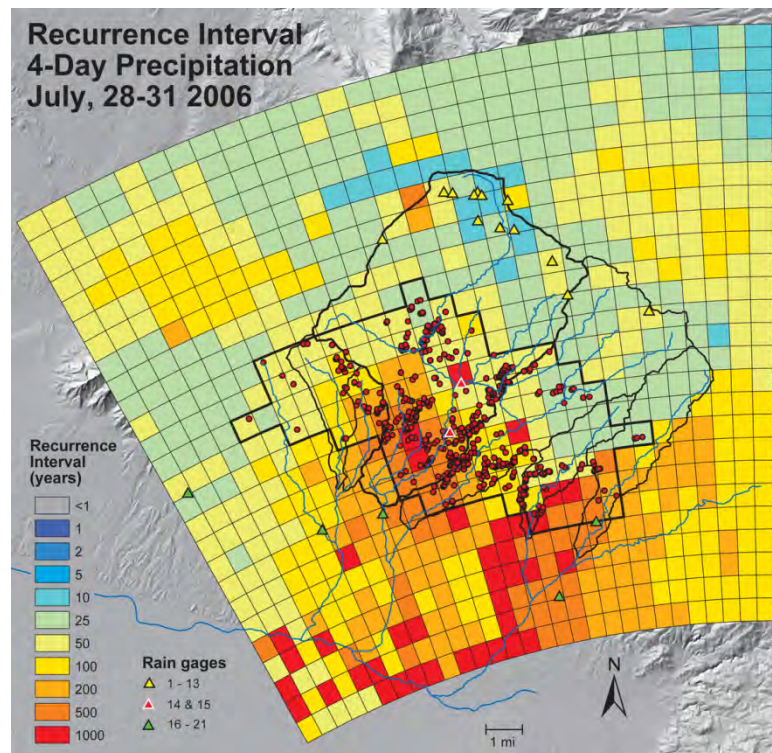 Recurrence Interval
4-Day Precipitation
July, 28-31 2006
Recurrence
Interval
(years)
<1
1
2
5
10
25
50
100
200
500
1000
Rain gages
1 - 13
14 & 15
16 - 21
1 mi
N